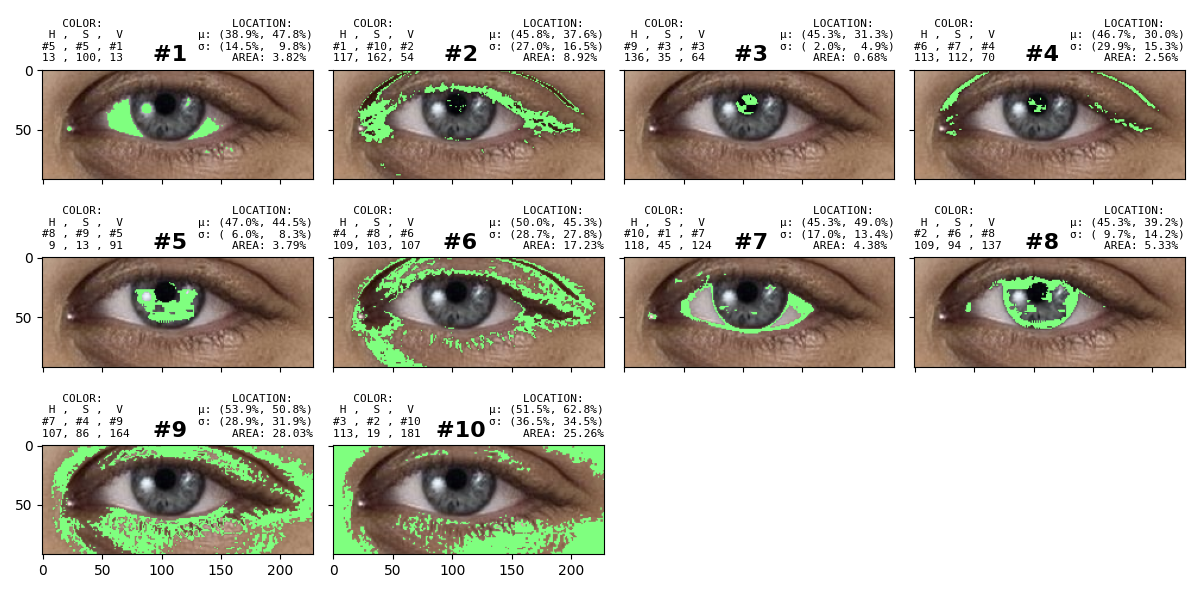 COLOR: LOCATION:
H , S , V μ: (38.9%, 47.8%)
#5 , #5 , #1 #1 σ: (14.5%, 9.8%)
13 , 100, 13 AREA: 3.82%
COLOR: LOCATION:
H , S , V μ: (45.8%, 37.6%)
#1 , #10, #2 #2 σ: (27.0%, 16.5%)
117, 162, 54 AREA: 8.92%
COLOR: LOCATION:
H , S , V μ: (45.3%, 31.3%)
#9 , #3 , #3 #3 σ: ( 2.0%, 4.9%)
136, 35 , 64 AREA: 0.68%
COLOR: LOCATION:
H , S , V μ: (46.7%, 30.0%)
#6 , #7 , #4 #4 σ: (29.9%, 15.3%)
113, 112, 70 AREA: 2.56%
0
50
COLOR: LOCATION:
H , S , V μ: (47.0%, 44.5%)
#8 , #9 , #5 #5 σ: ( 6.0%, 8.3%)
9 , 13 , 91 AREA: 3.79%
COLOR: LOCATION:
H , S , V μ: (50.0%, 45.3%)
#4 , #8 , #6 #6 σ: (28.7%, 27.8%)
109, 103, 107 AREA: 17.23%
COLOR: LOCATION:
H , S , V μ: (45.3%, 49.0%)
#10, #1 , #7 #7 σ: (17.0%, 13.4%)
118, 45 , 124 AREA: 4.38%
COLOR: LOCATION:
H , S , V μ: (45.3%, 39.2%)
#2 , #6 , #8 #8 σ: ( 9.7%, 14.2%)
109, 94 , 137 AREA: 5.33%
0
50
COLOR: LOCATION:
H , S , V μ: (53.9%, 50.8%)
#7 , #4 , #9 #9 σ: (28.9%, 31.9%)
107, 86 , 164 AREA: 28.03%
COLOR: LOCATION:
H , S , V μ: (51.5%, 62.8%)
#3 , #2 , #10 #10 σ: (36.5%, 34.5%)
113, 19 , 181 AREA: 25.26%
0
50
0 50 100 150 200
0 50 100 150 200